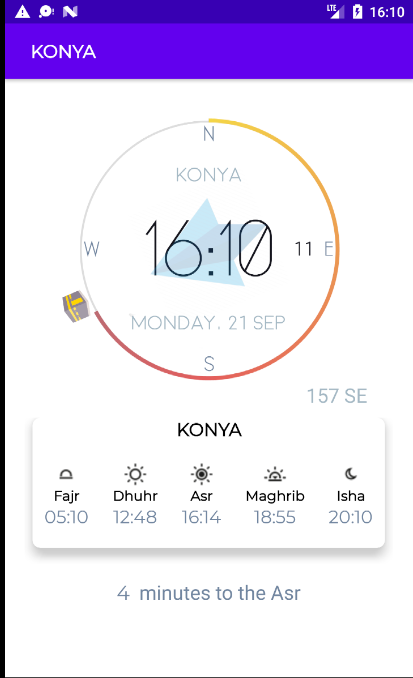 LTE 16:10
KONYA
N
KONYA
W 16:10 11 E
MONDAY. 21 SEP
S
157 SE
KONYA
Fajr Dhuhr Asr Maghrib Isha
05:10 12:48 16:14 18:55 20:10
4 minutes to the Asr